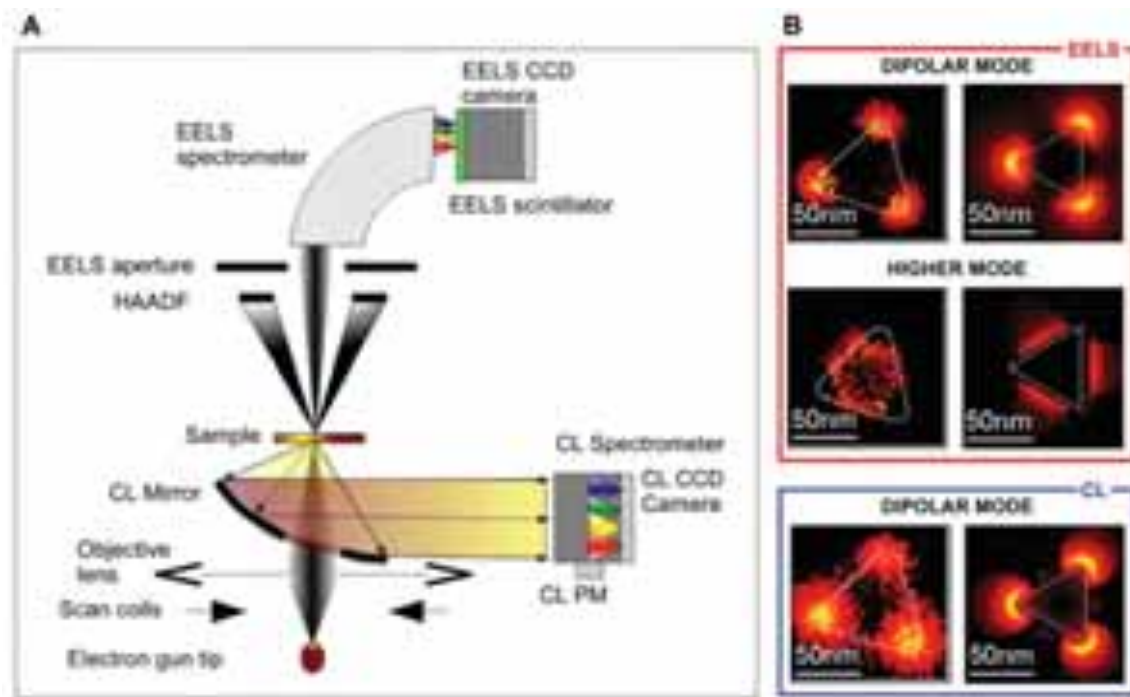 A
EELS CCD
camera
EELS
spectrometer
EELS scintillator
EELS aperture
HAADF
Sample
CL Spectrometer
CL Mirror
CL CCD
Camera
Objective
lens
CL PM
Scan coils
Electron gun tip
B
EELS
DIPOLAR MODE
50nm
50nm
HIGHER MODE
50nm
50nm
CL
DIPOLAR MODE
50nm
50nm